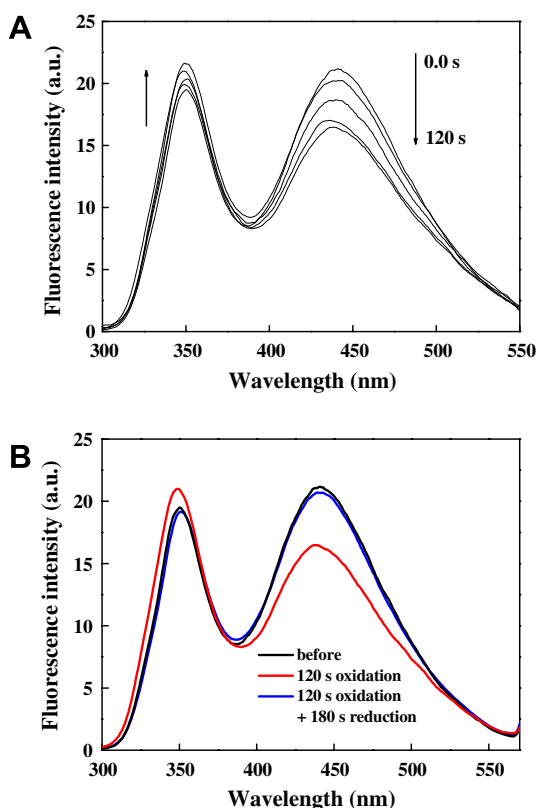 A
Fluorescence intensity (a.u.)
25
20
15
10
5
0
0.0 s
120 s
300 350 400 450 500 550
Wavelength (nm)
B
Fluorescence intensity (a.u.)
25
20
15
10
5
0
before
120 s oxidation
120 s oxidation
+ 180 s reduction
300 350 400 450 500 550
Wavelength (nm)